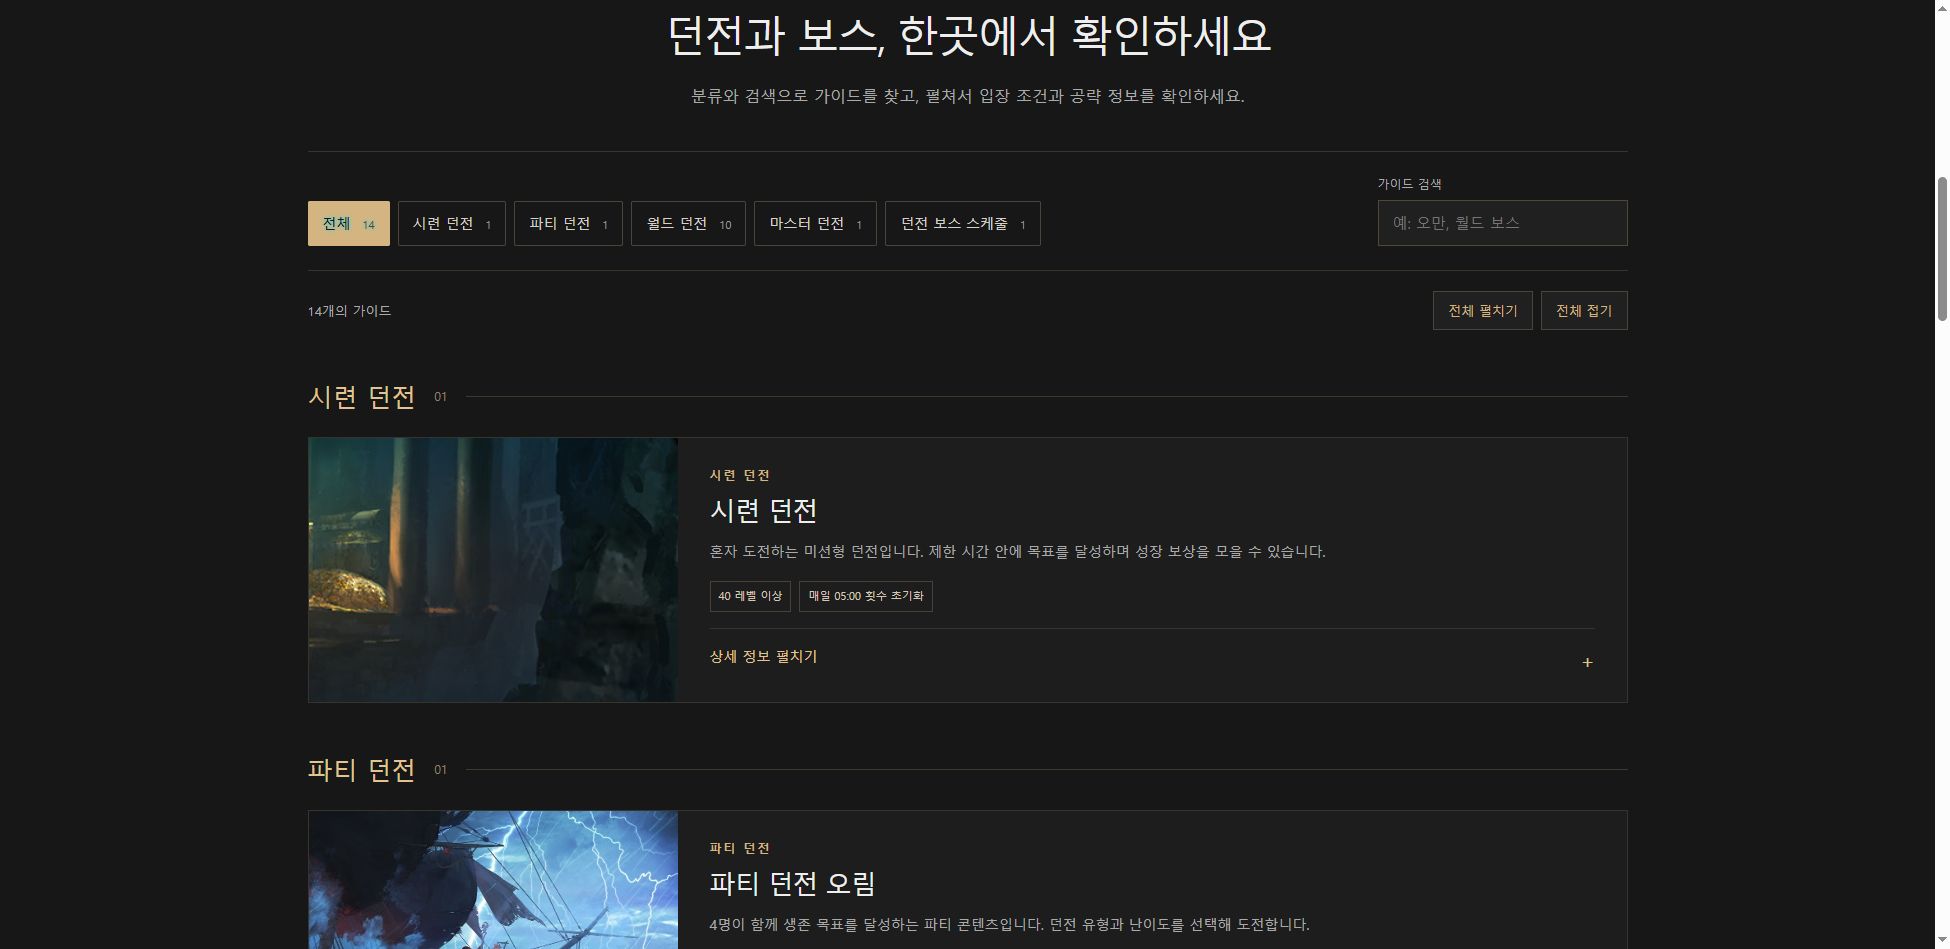 던전과 보스, 한곳에서 확인하세요
분류와 검색으로 가이드를 찾고, 펼쳐서 입장 조건과 공략 정보를 확인하세요.
가이드 검색
전체 14 시련 던전 1 파티 던전 1 월드 던전 10 마스터 던전 1 던전 보스 스케줄 1 예: 오만, 월드 보스
14개의 가이드 전체 펼치기 전체 접기
시련 던전 01
시련 던전
시련 던전
혼자 도전하는 미션형 던전입니다. 제한 시간 안에 목표를 달성하며 성장 보상을 모을 수 있습니다.
40 레벨 이상 매일 05:00 횟수 초기화
상세 정보 펼치기 +
파티 던전 01
파티 던전
파티 던전 오림
4명이 함께 생존 목표를 달성하는 파티 콘텐츠입니다. 던전 유형과 난이도를 선택해 도전합니다.